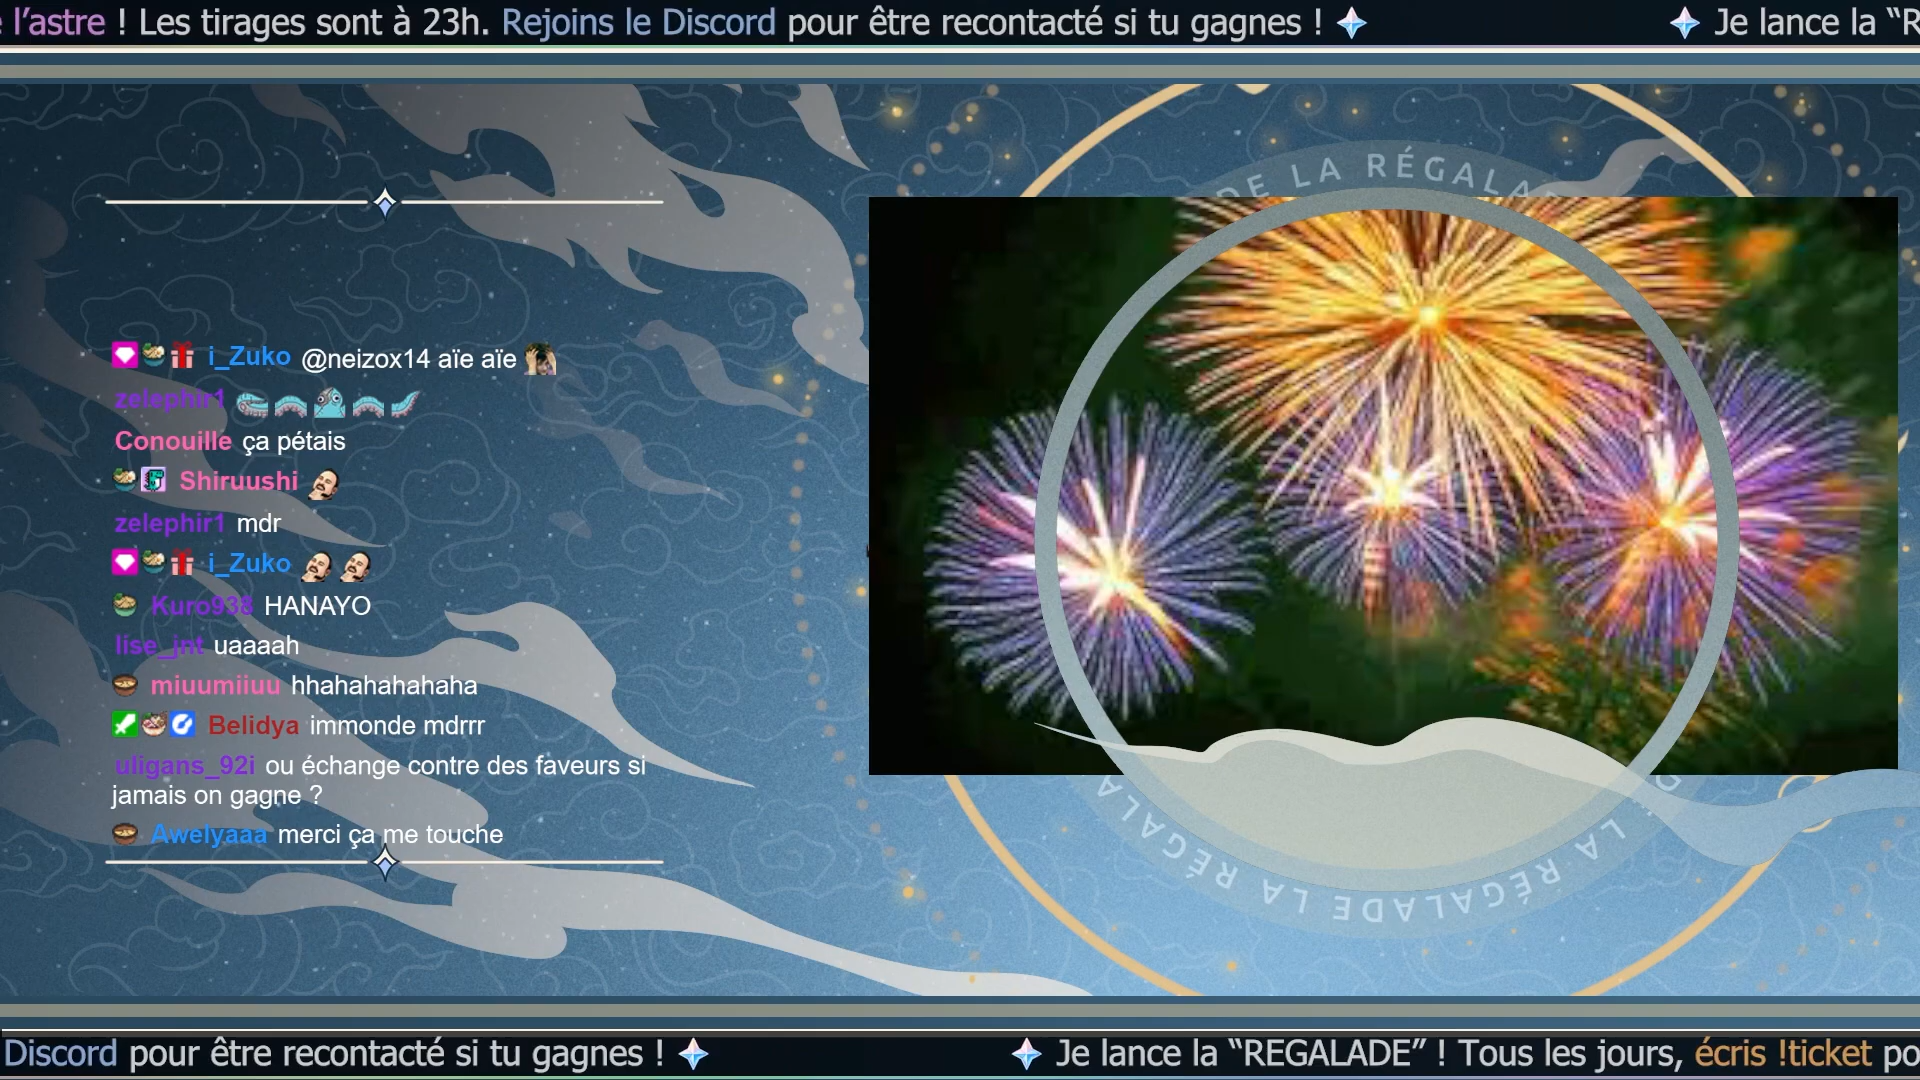 l’astre ! Les tirages sont à 23h. Rejoins le Discord pour être recontacté si tu gagnes !
Je lance la “R
DE LA RÉGALA
i_Zuko @neizox14 aïe aïe
zelephir1
Conouille ça pétais
Shiruushi
zelephir1 mdr
i_Zuko
Kuro938 HANAYO
lise_jnt uaaaah
miuumiiuu hhahahahahaha
Belidya immonde mdrrr
uligans_92i ou échange contre des faveurs si
jamais on gagne ?
Awelyaaa merci ça me touche
LA RÉGALADE LA RÉGALA
Discord pour être recontacté si tu gagnes !
Je lance la “REGALADE” ! Tous les jours, écris !ticket po